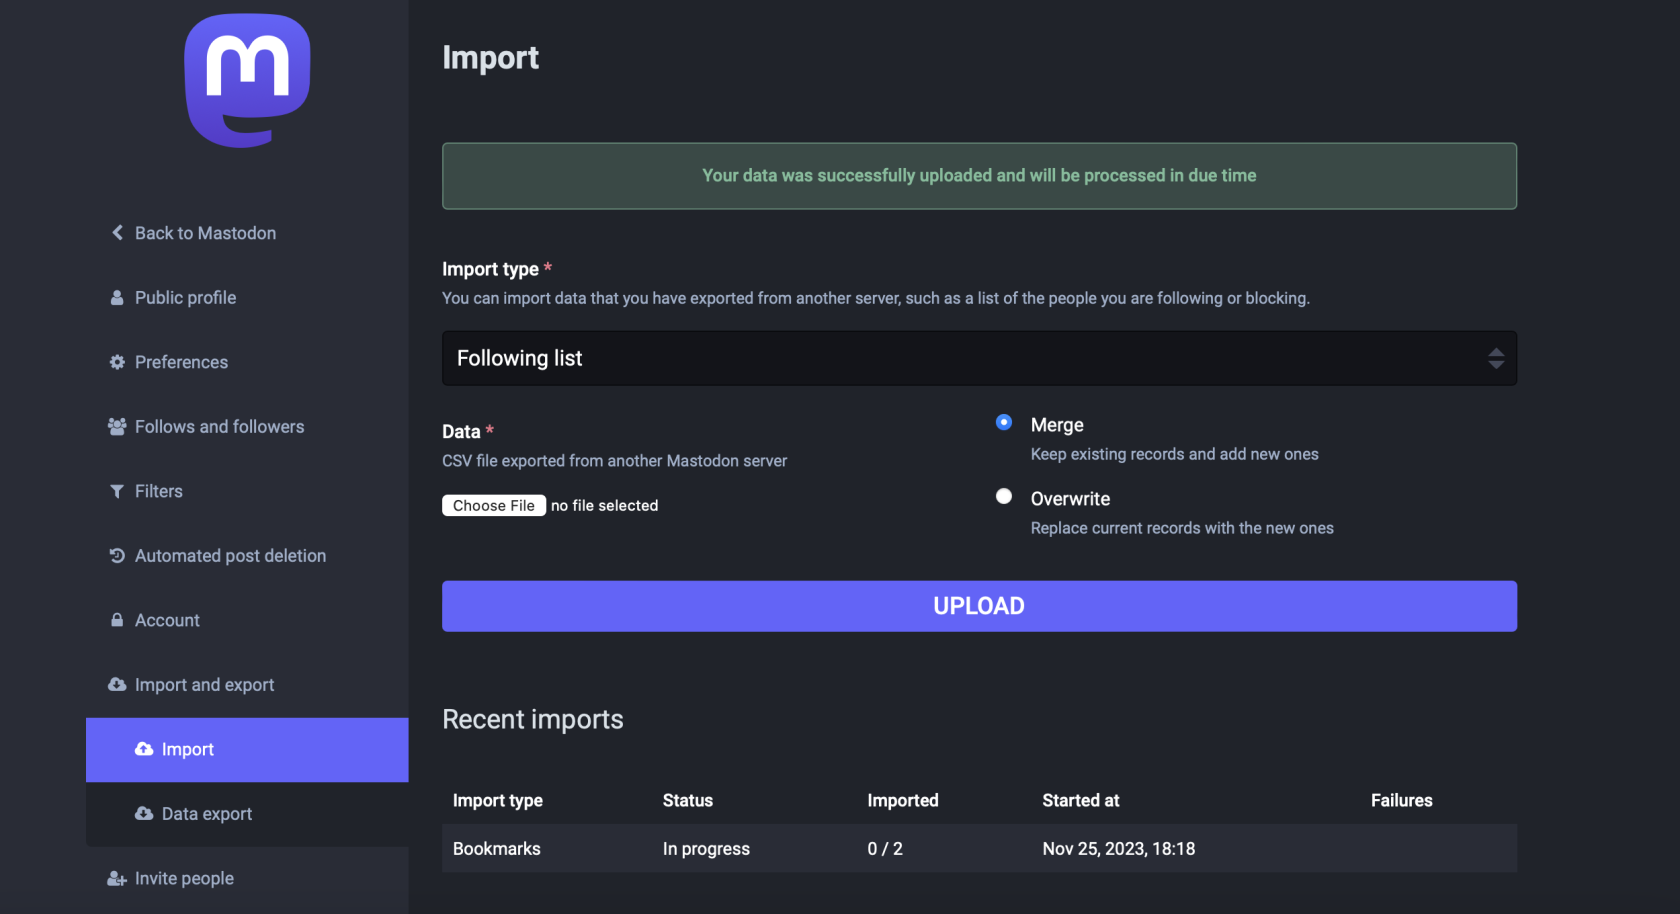 Import
Your data was successfully uploaded and will be processed in due time
Back to Mastodon
Public profile
Preferences
Follows and followers
Filters
Automated post deletion
Account
Import and export
Import
Data export
Invite people
Import type *
You can import data that you have exported from another server, such as a list of the people you are following or blocking.
Following list
Data *
CSV file exported from another Mastodon server
Choose File no file selected
Merge
Keep existing records and add new ones
Overwrite
Replace current records with the new ones
UPLOAD
Recent imports
Import type Status Imported Started at Failures
Bookmarks In progress 0 / 2 Nov 25, 2023, 18:18